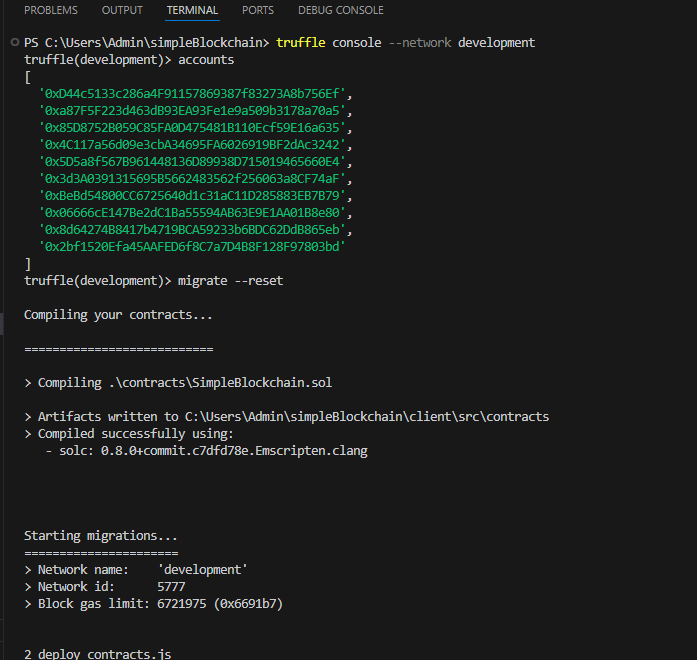 PROBLEMS OUTPUT TERMINAL PORTS DEBUG CONSOLE
PS C:\Users\Admin\simpleBlockchain> truffle console --network development
truffle(development)> accounts
[
'0xD44c5133c286a4F91157869387f83273A8b756Ef',
'0xa87F5F223d463dB93EA93Fe1e9a509b3178a70a5',
'0x85D8752B059C85FA0D475481B110Ecf59E16a635',
'0x4C117a56d09e3cbA34695FA6026919BF2dAc3242',
'0x5D5a8f567B961448136D89938D715019465660E4',
'0x3d3A0391315695B5662483562f256063a8CF74aF',
'0xBeBd54800CC6725640d1c31aC11D285883EB7B79',
'0x06666cE147Be2dC1Ba55594AB63E9E1AA01B8e80',
'0x8d64274B8417b4719BCA59233b6BDC62DdB865eb',
'0x2bf1520Efa45AAFED6f8C7a7D4B8F128F97803bd'
]
truffle(development)> migrate --reset
Compiling your contracts...
===========================
> Compiling .\contracts\SimpleBlockchain.sol
> Artifacts written to C:\Users\Admin\simpleBlockchain\client\src\contracts
> Compiled successfully using:
- solc: 0.8.0+commit.c7dfd78e.Emscripten.clang
Starting migrations...
======================
> Network name: 'development'
> Network id: 5777
> Block gas limit: 6721975 (0x6691b7)
2_deploy_contracts.js